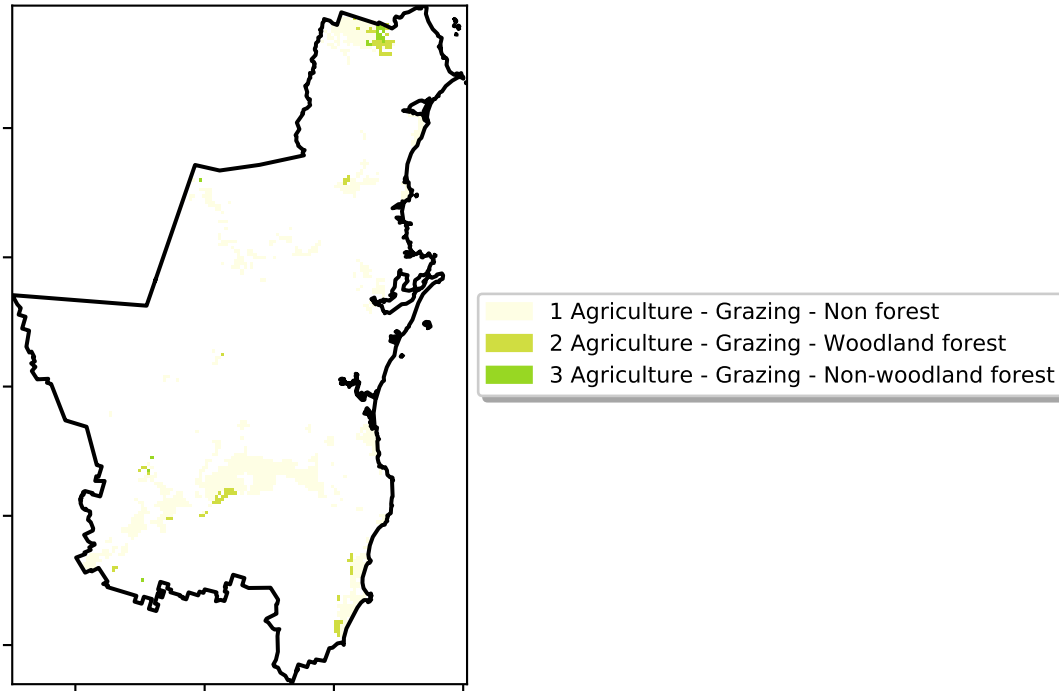 1 Agriculture - Grazing - Non forest
2 Agriculture - Grazing - Woodland forest
3 Agriculture - Grazing - Non-woodland forest